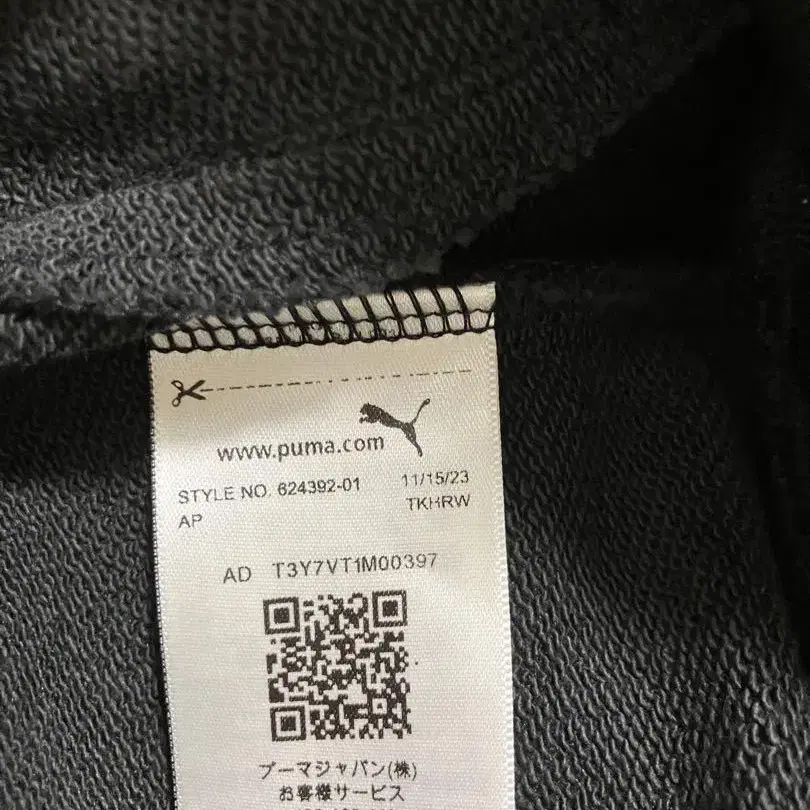 www.puma.com
STYLE NO. 624392-01 11/15/23
AP TKHRW
AD T3Y7VT1M00397
プーマジャパン(株)
お客様サービス